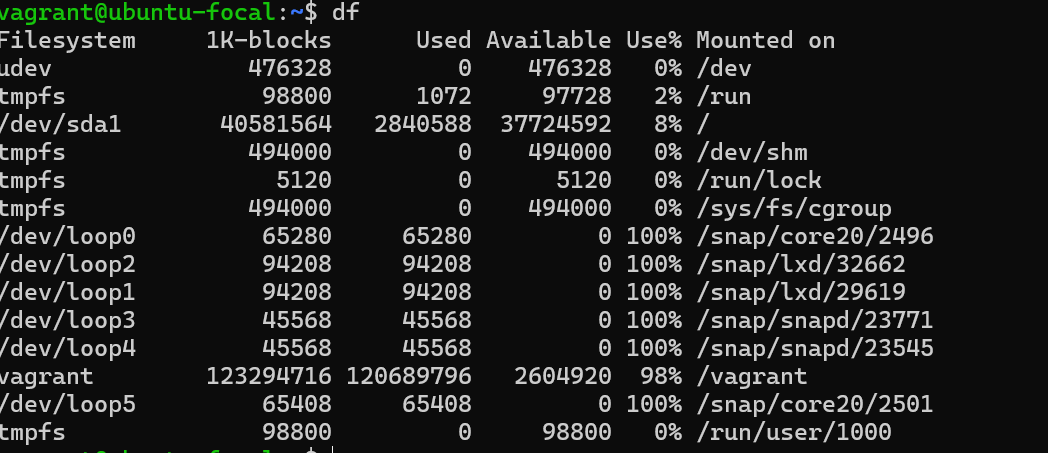 vagrant@ubuntu-focal:~$ df
Filesystem     1K-blocks      Used Available Use% Mounted on
udev              476328         0    476328   0% /dev
tmpfs              98800      1072     97728   2% /run
/dev/sda1       40581564   2840588  37724592   8% /
tmpfs             494000         0    494000   0% /dev/shm
tmpfs               5120         0      5120   0% /run/lock
tmpfs             494000         0    494000   0% /sys/fs/cgroup
/dev/loop0         65280     65280         0 100% /snap/core20/2496
/dev/loop2         94208     94208         0 100% /snap/lxd/32662
/dev/loop1         94208     94208         0 100% /snap/lxd/29619
/dev/loop3         45568     45568         0 100% /snap/snapd/23771
/dev/loop4         45568     45568         0 100% /snap/snapd/23545
vagrant        123294716 120689796   2604920  98% /vagrant
/dev/loop5         65408     65408         0 100% /snap/core20/2501
tmpfs              98800         0     98800   0% /run/user/1000